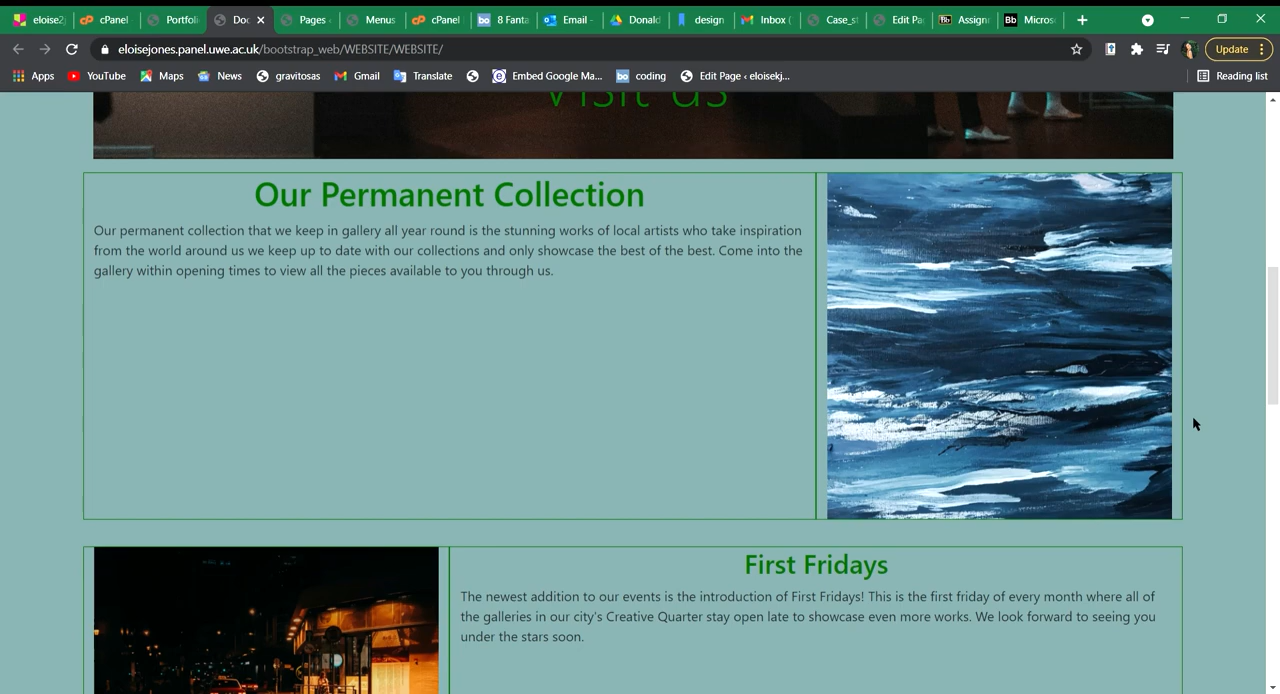 eloise2j
cPanel
Portfoli
Doc
Pages ‹
Menus
cPanel
8 Fanta
Email -
Donald
design
Inbox (
Case_st
Edit Pa
Assign
Bb
Micros
eloisejones.panel.uwe.ac.uk/bootstrap_web/WEBSITE/WEBSITE/
Update
Apps
YouTube
Maps
News
gravitosas
Gmail
Translate
Embed Google Ma...
bo
coding
Edit Page ‹ eloisekj...
Reading list
Visit us
Our Permanent Collection
Our permanent collection that we keep in gallery all year round is the stunning works of local artists who take inspiration
from the world around us we keep up to date with our collections and only showcase the best of the best. Come into the
gallery within opening times to view all the pieces available to you through us.
First Fridays
The newest addition to our events is the introduction of First Fridays! This is the first friday of every month where all of
the galleries in our city's Creative Quarter stay open late to showcase even more works. We look forward to seeing you
under the stars soon.